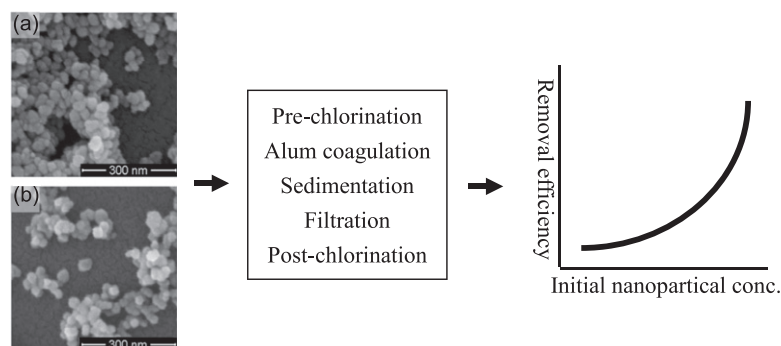 (a)
300 nm
(b)
300 nm
Pre-chlorination
Alum coagulation
Sedimentation
Filtration
Post-chlorination
Removal efficiency
Initial nanopartical conc.